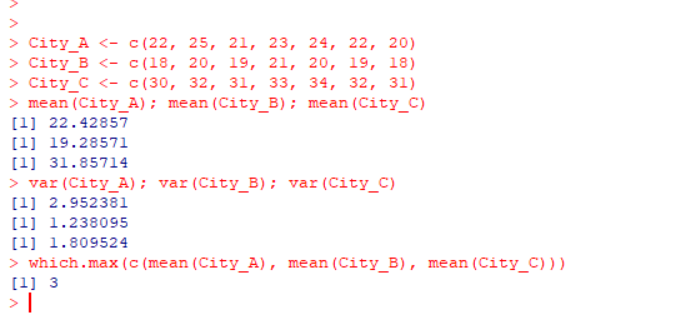 >
>
> City_A <- c(22, 25, 21, 23, 24, 22, 20)
> City_B <- c(18, 20, 19, 21, 20, 19, 18)
> City_C <- c(30, 32, 31, 33, 34, 32, 31)
> mean(City_A); mean(City_B); mean(City_C)
[1] 22.42857
[1] 19.28571
[1] 31.85714
> var(City_A); var(City_B); var(City_C)
[1] 2.952381
[1] 1.238095
[1] 1.809524
> which.max(c(mean(City_A), mean(City_B), mean(City_C)))
[1] 3
>